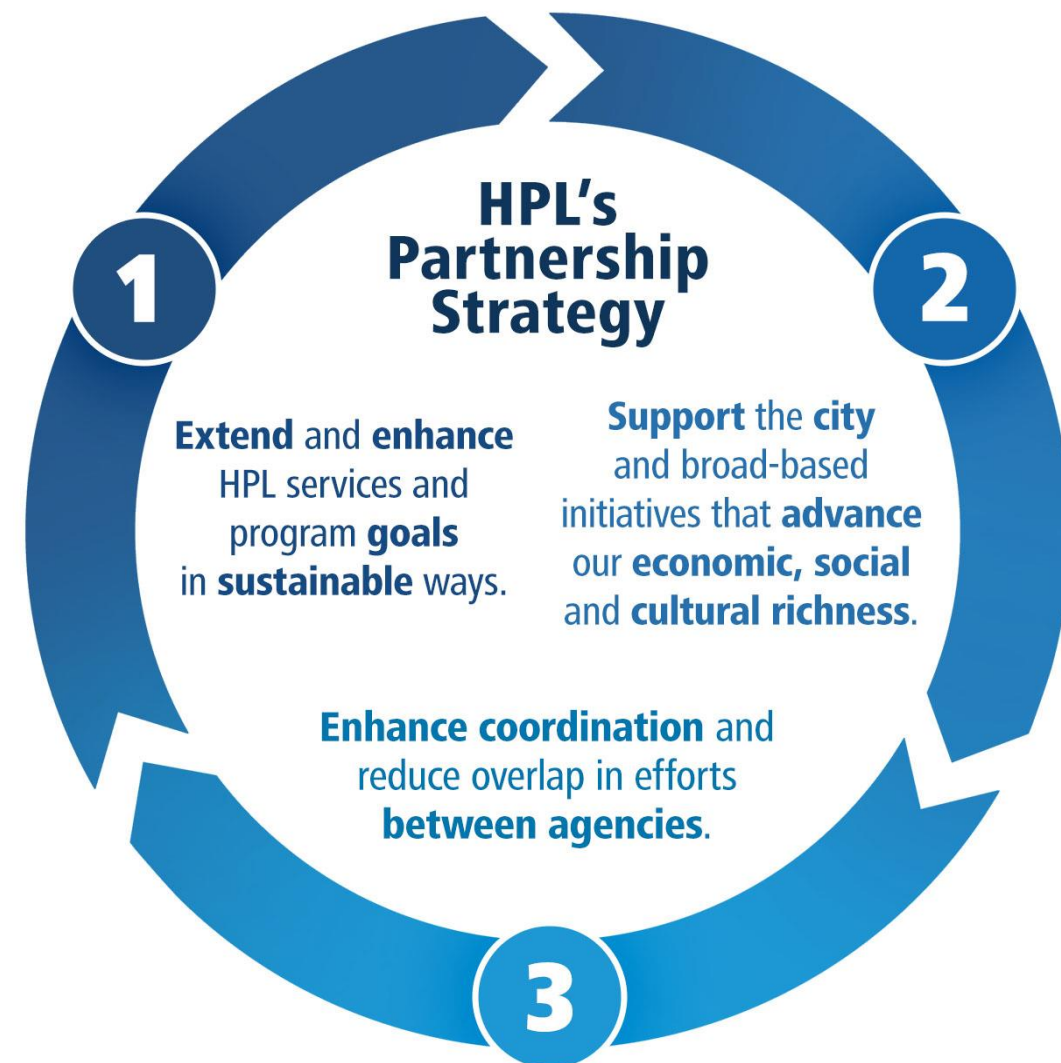 HPL's
Partnership
Strategy
1
Extend and enhance
HPL services and
program goals
in sustainable ways.
2
Support the city
and broad-based
initiatives that advance
our economic, social
and cultural richness.
Enhance coordination and
reduce overlap in efforts
between agencies.
3